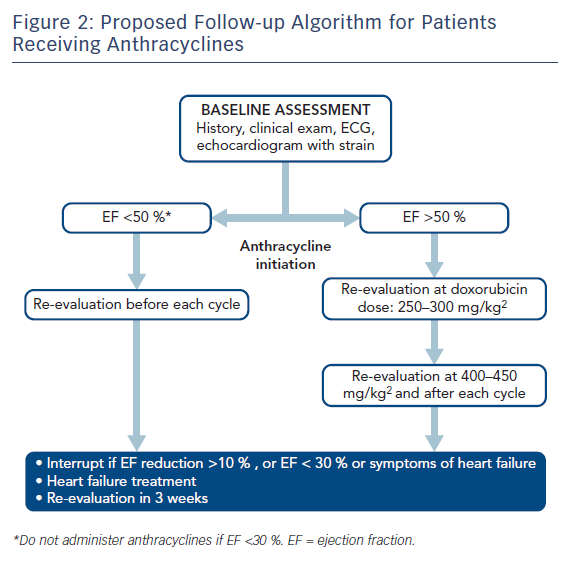 Figure 2: Proposed Follow-up Algorithm for Patients
Receiving Anthracyclines
BASELINE ASSESSMENT
History, clinical exam, ECG,
echocardiogram with strain
EF <50 %*
EF >50 %
Anthracycline
initiation
Re-evaluation before each cycle
Re-evaluation at doxorubicin
dose: 250–300 mg/kg²
Re-evaluation at 400–450
mg/kg² and after each cycle
• Interrupt if EF reduction >10 % , or EF < 30 % or symptoms of heart failure
• Heart failure treatment
• Re-evaluation in 3 weeks
*Do not administer anthracyclines if EF <30 %. EF = ejection fraction.